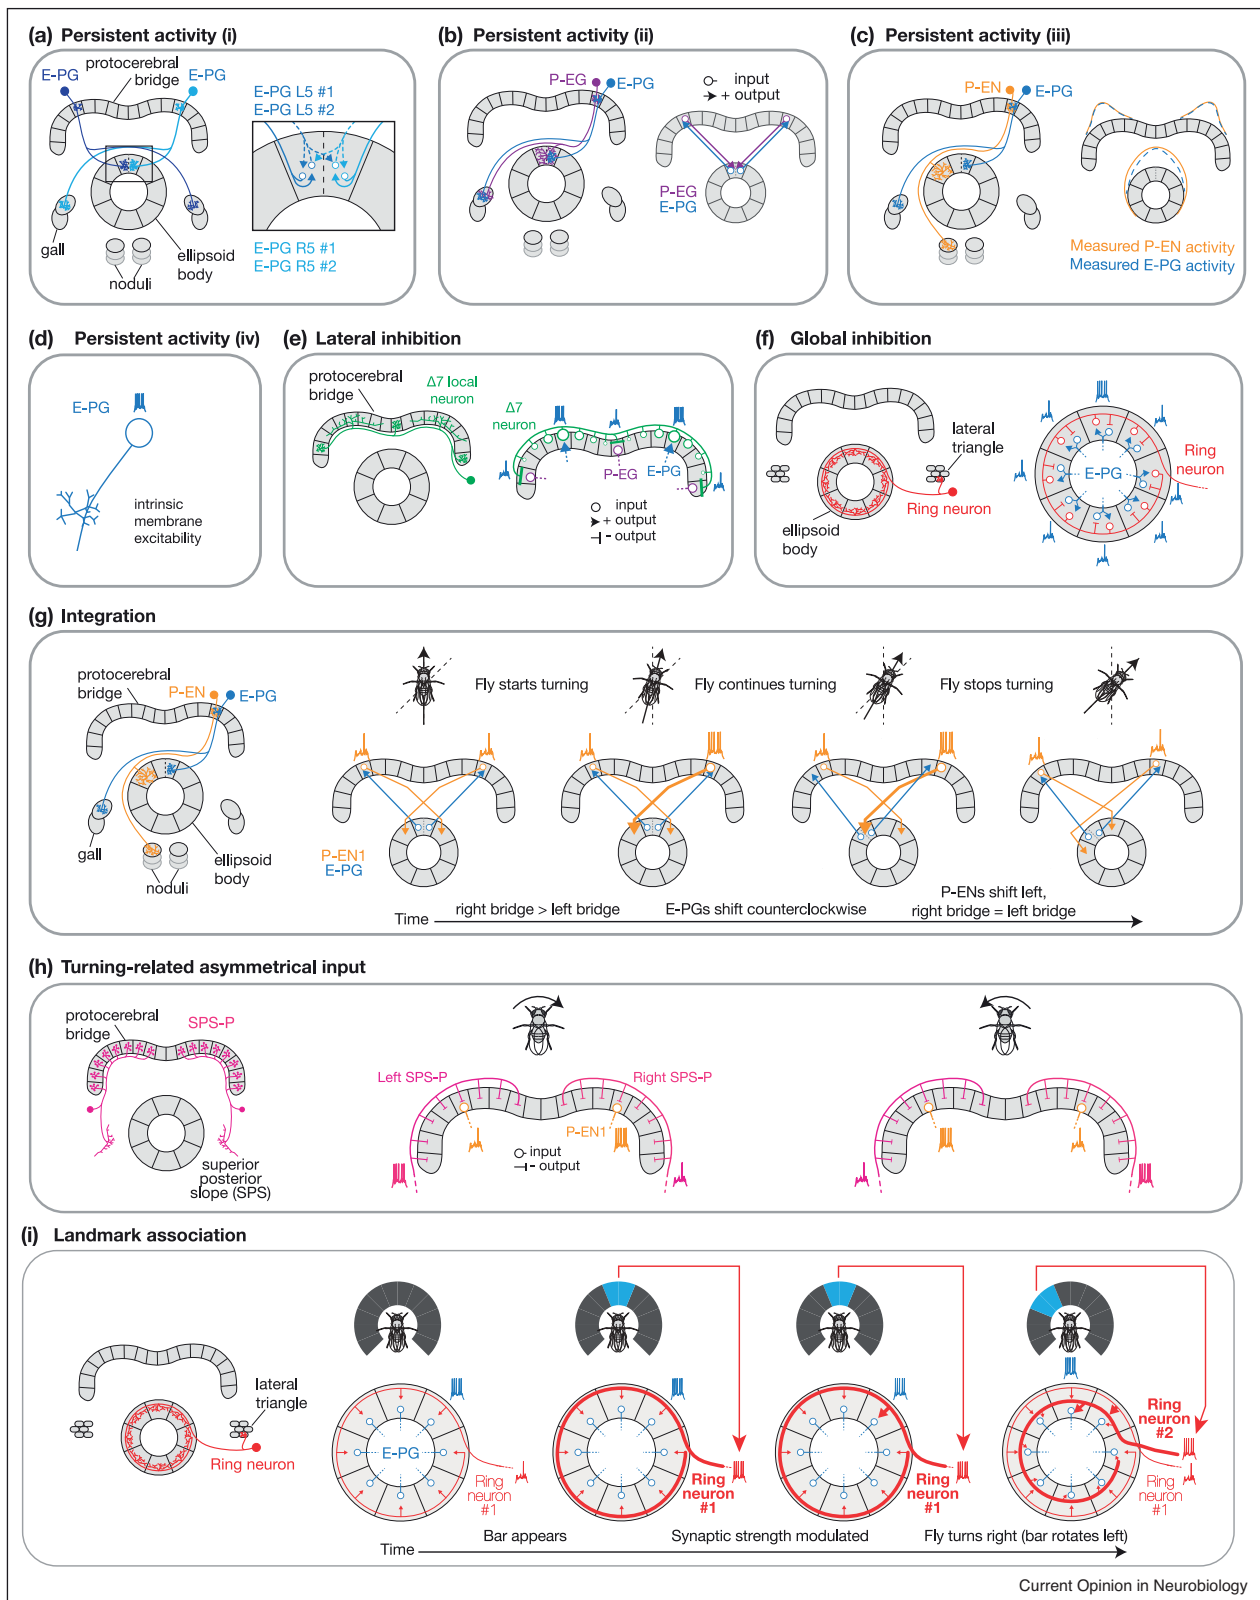 (a) Persistent activity (i)
E-PG
protocerebral
bridge
E-PG
E-PG L5 #1
E-PG L5 #2
gall
noduli
ellipsoid
body
E-PG R5 #1
E-PG R5 #2
(b) Persistent activity (ii)
P-EG
E-PG
input
+ output
P-EG
E-PG
(c) Persistent activity (iii)
P-EN
E-PG
Measured P-EN activity
Measured E-PG activity
(d) Persistent activity (iv)
E-PG
intrinsic
membrane
excitability
(e) Lateral inhibition
protocerebral
bridge
Δ7 local
neuron
Δ7
neuron
P-EG
E-PG
input
+ output
- output
(f) Global inhibition
lateral
triangle
Ring neuron
ellipsoid
body
E-PG
Ring
neuron
(g) Integration
protocerebral
bridge
P-EN
E-PG
gall
noduli
ellipsoid
body
Fly starts turning
Fly continues turning
Fly stops turning
P-EN1
E-PG
Time
right bridge > left bridge
E-PGs shift counterclockwise
P-ENs shift left,
right bridge = left bridge
(h) Turning-related asymmetrical input
protocerebral
bridge
SPS-P
superior
posterior
slope (SPS)
Left SPS-P
Right SPS-P
P-EN1
input
- output
(i) Landmark association
lateral
triangle
Ring neuron
E-PG
Ring
neuron
#1
Ring
neuron
#1
Ring
neuron
#1
Ring
neuron
#2
Ring
neuron
#1
Bar appears
Synaptic strength modulated
Fly turns right (bar rotates left)
Time
Current Opinion in Neurobiology